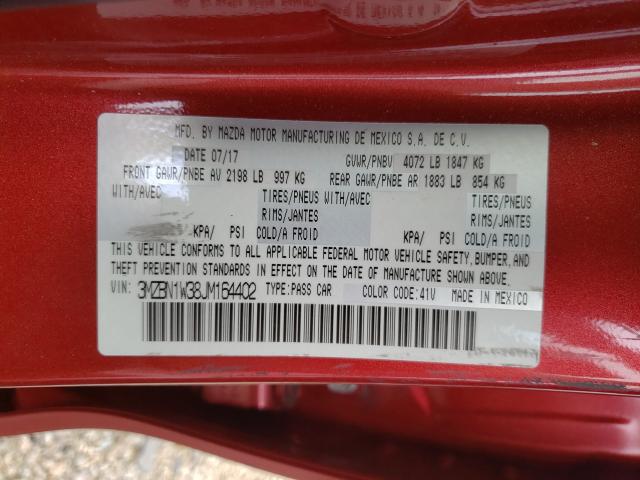 MFD. BY MAZDA MOTOR MANUFACTURING DE MEXICO S.A. DE C.V.
DATE 07/17 GVWR/PNBV 4072 LB 1847 KG
FRONT GAWR/PNBE AV 2198 LB 997 KG REAR GAWR/PNBE AR 1883 LB 854 KG
WITH/AVEC TIRES/PNEUS WITH/AVEC TIRES/PNEUS
RIMS/JANTES RIMS/JANTES
KPA/ PSI COLD/A FROID KPA/ PSI COLD/A FROID
THIS VEHICLE CONFORMS TO ALL APPLICABLE FEDERAL MOTOR VEHICLE SAFETY, BUMPER, AND
THEFT PREVENTION STANDARDS IN EFFECT ON THE DATE OF MANUFACTURE SHOWN ABOVE.
VIN: 3MZBN1W38JM164402 TYPE:PASS CAR COLOR CODE:41V MADE IN MEXICO